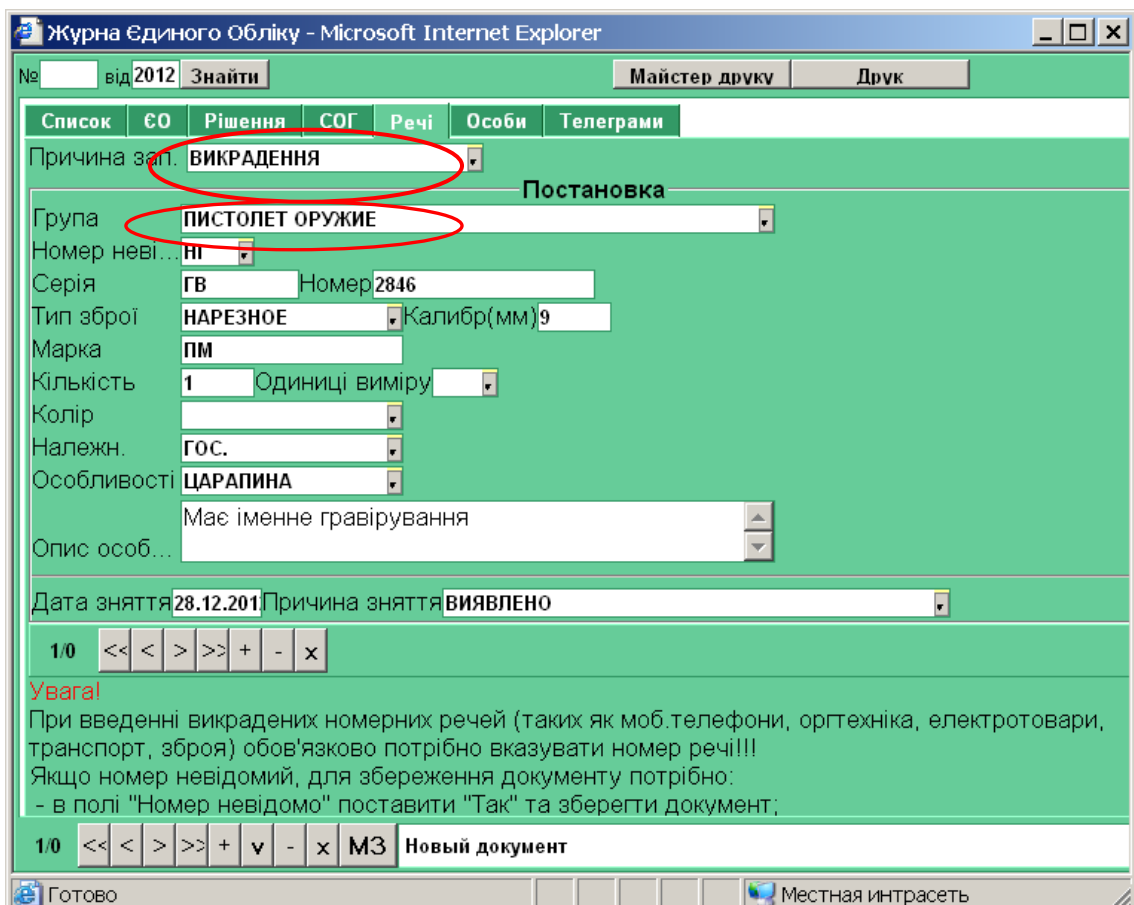 Журна Єдиного Обліку - Microsoft Internet Explorer
№ від 2012 Знайти Майстер друку Друк
Список ЄО Рішення СОГ Речі Особи Телеграми
Причина зап. ВИКРАДЕННЯ
Постановка
Група ПИСТОЛЕТ ОРУЖИЕ
Номер неві... НІ
Серія ГВ Номер 2846
Тип зброї НАРЕЗНОЕ Калибр(мм) 9
Марка ПМ
Кількість 1 Одиниці виміру
Колір
Належн. ГОС.
Особливості ЦАРАПИНА
Має іменне гравірування
Опис особ...
Дата зняття 28.12.201 Причина зняття ВИЯВЛЕНО
1/0 << < > >> + - x
Увага!
При введенні викрадених номерних речей (таких як моб.телефони, оргтехніка, електротовари,
транспорт, зброя) обов'язково потрібно вказувати номер речі!!!
Якщо номер невідомий, для збереження документу потрібно:
- в полі "Номер невідомо" поставити "Так" та зберегти документ;
1/0 << < > >> + v - x МЗ Новый документ
Готово Местная интрасеть